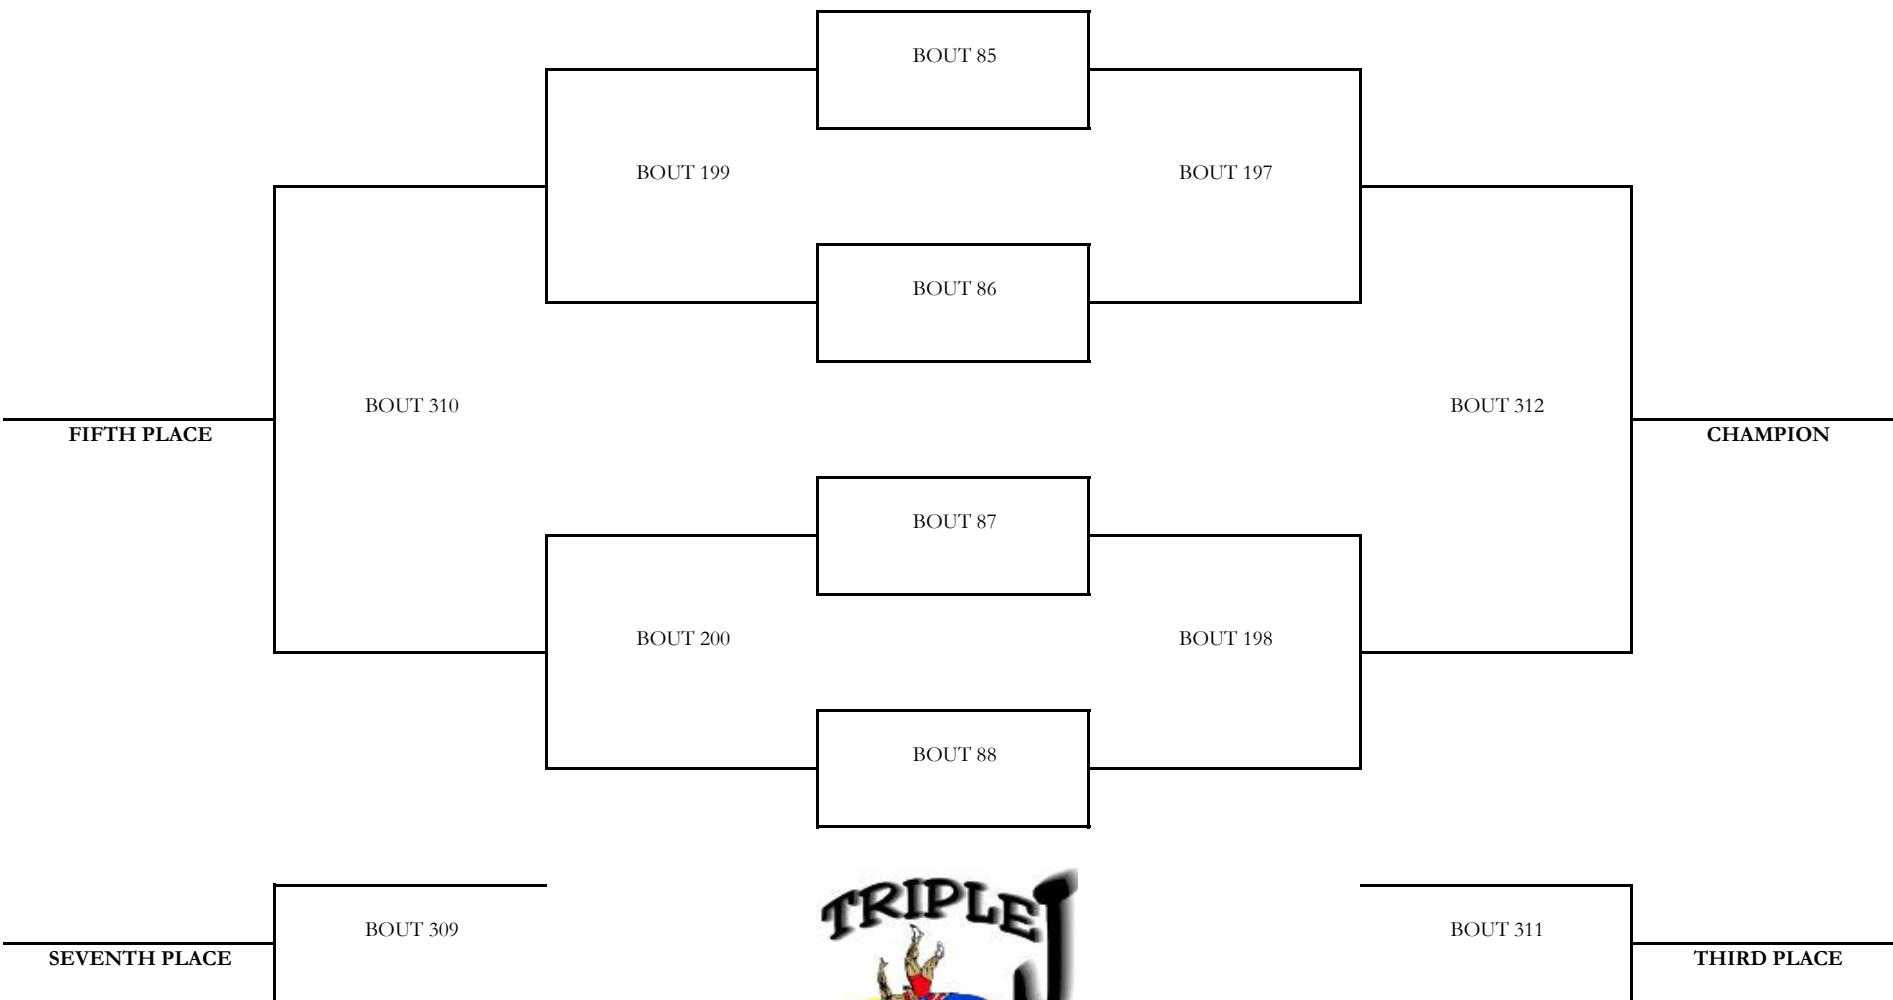 BOUT 85
BOUT 199
BOUT 197
BOUT 86
BOUT 310
BOUT 312
FIFTH PLACE
CHAMPION
BOUT 87
BOUT 200
BOUT 198
BOUT 88
TRIPLE J
BOUT 309
BOUT 311
SEVENTH PLACE
THIRD PLACE